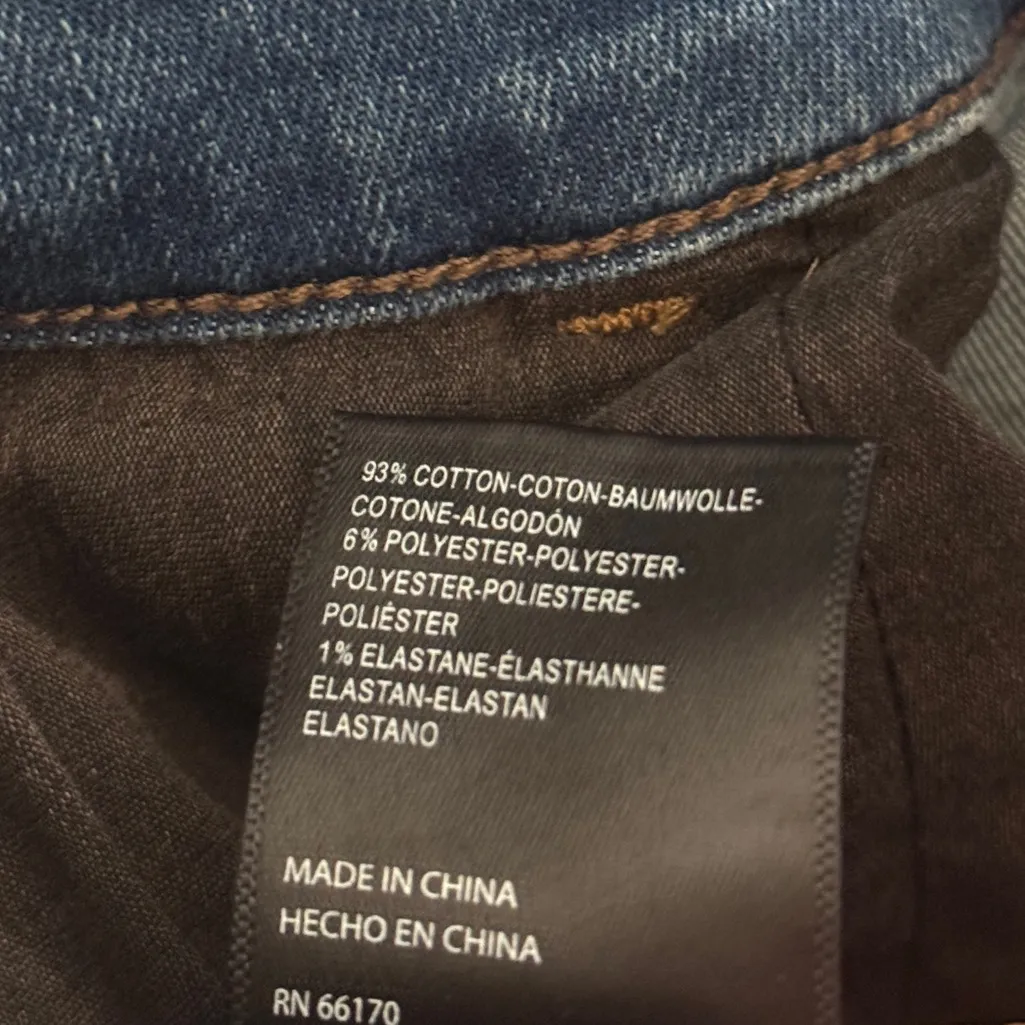 93% COTTON-COTON-BAUMWOLLE-
COTONE-ALGODÓN
6% POLYESTER-POLYESTER-
POLYESTER-POLIESTERE-
POLIÉSTER
1% ELASTANE-ÉLASTHANNE
ELASTAN-ELASTAN
ELASTANO
MADE IN CHINA
HECHO EN CHINA
RN 66170